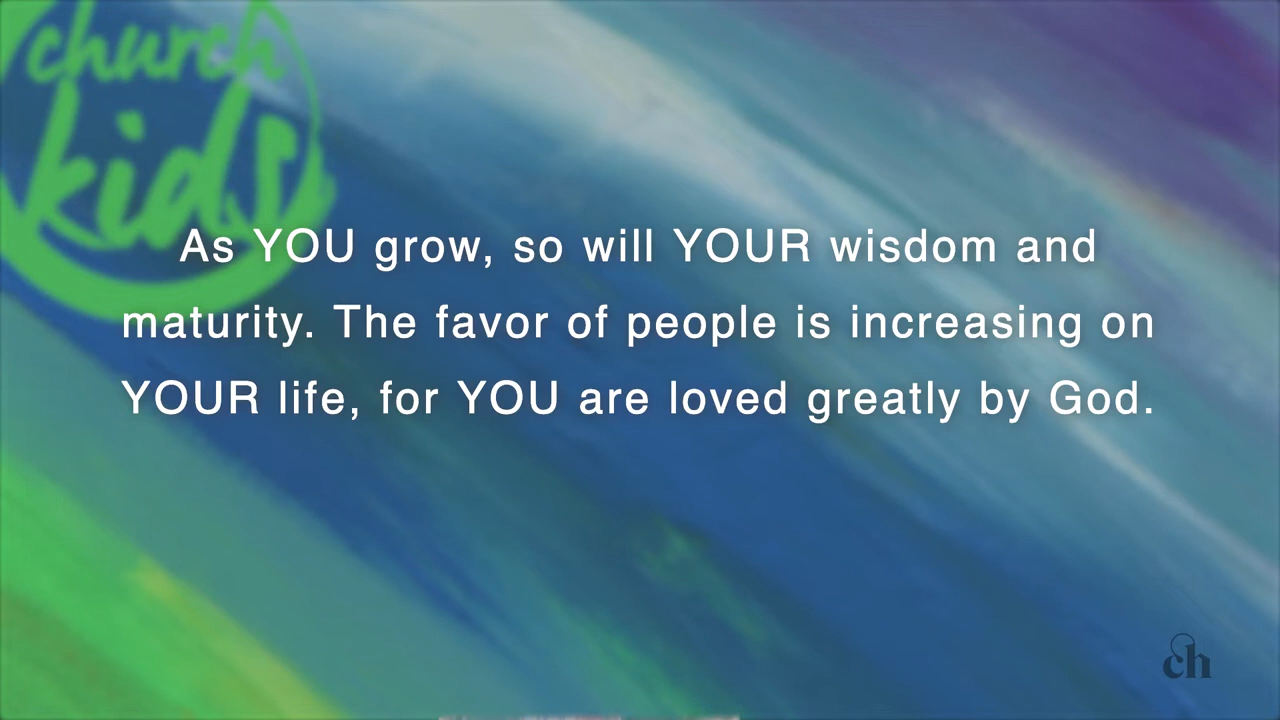 church
kids
As YOU grow, so will YOUR wisdom and
maturity. The favor of people is increasing on
YOUR life, for YOU are loved greatly by God.
ch